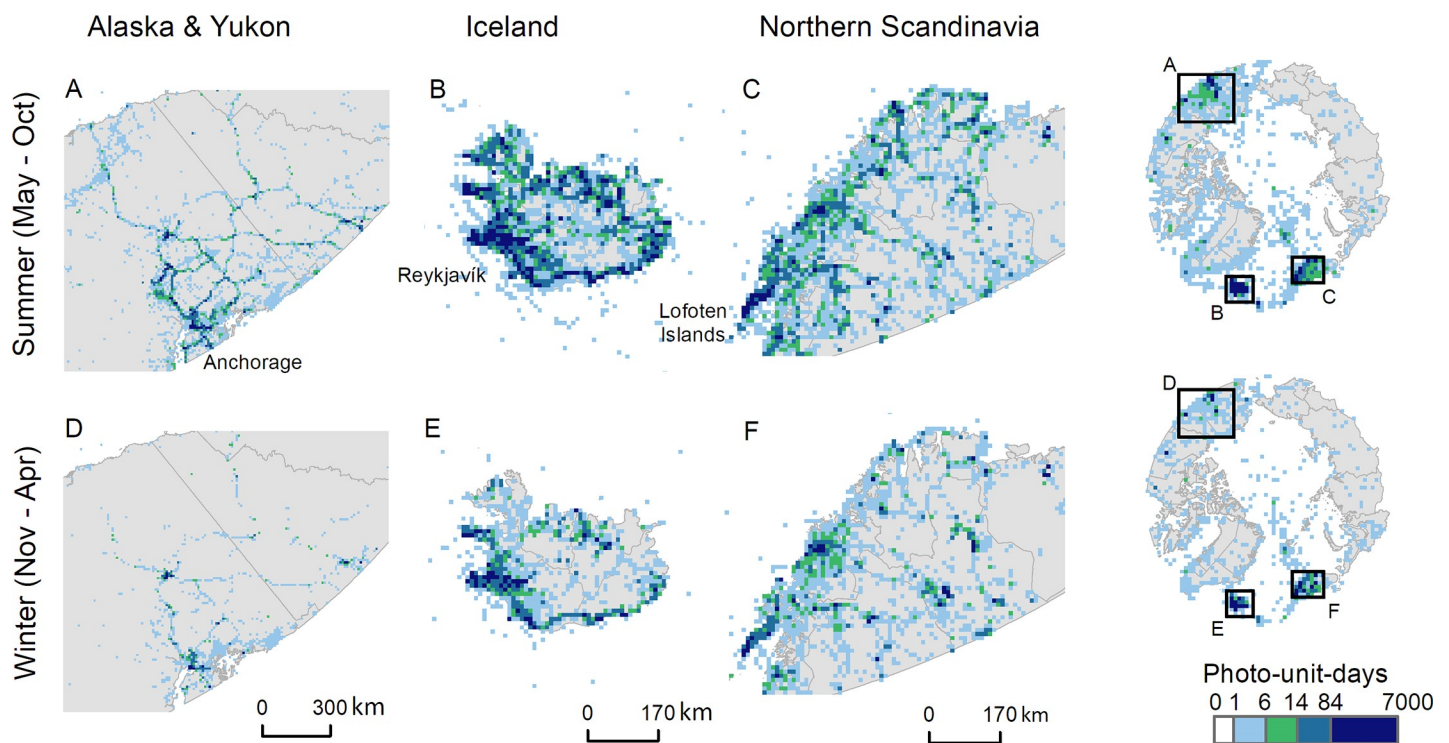 Alaska & Yukon
Iceland
Northern Scandinavia
Summer (May - Oct)
A
B
C
Reykjavík
Lofoten
Islands
Anchorage
A
B
C
Winter (Nov - Apr)
D
E
F
D
E
F
0 300 km
0 170 km
0 170 km
Photo-unit-days
0 1 6 14 84 7000